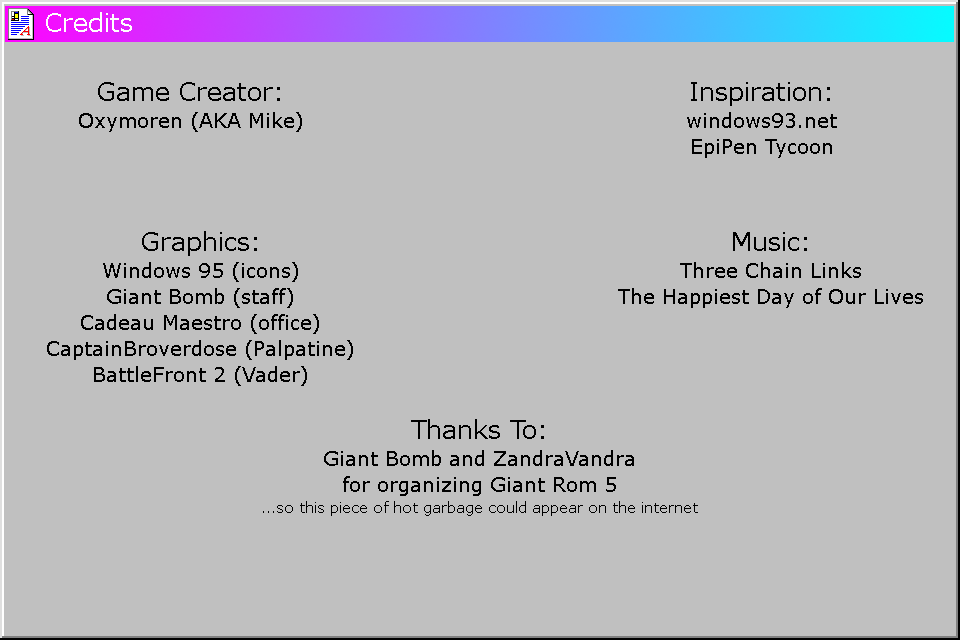 Credits
Game Creator:
Oxymoren (AKA Mike)
Inspiration:
windows93.net
EpiPen Tycoon
Graphics:
Windows 95 (icons)
Giant Bomb (staff)
Cadeau Maestro (office)
CaptainBroverdose (Palpatine)
BattleFront 2 (Vader)
Music:
Three Chain Links
The Happiest Day of Our Lives
Thanks To:
Giant Bomb and ZandraVandra
for organizing Giant Rom 5
...so this piece of hot garbage could appear on the internet